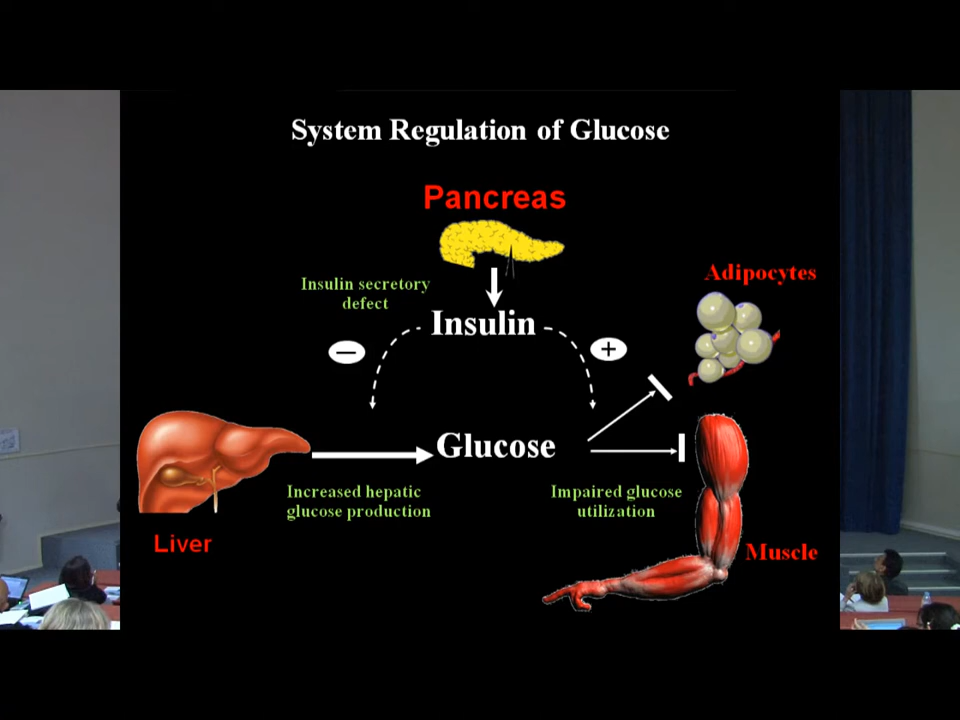 System Regulation of Glucose
Pancreas
Insulin secretory
defect
Insulin
Adipocytes
−
+
Glucose
Increased hepatic
glucose production
Impaired glucose
utilization
Liver
Muscle